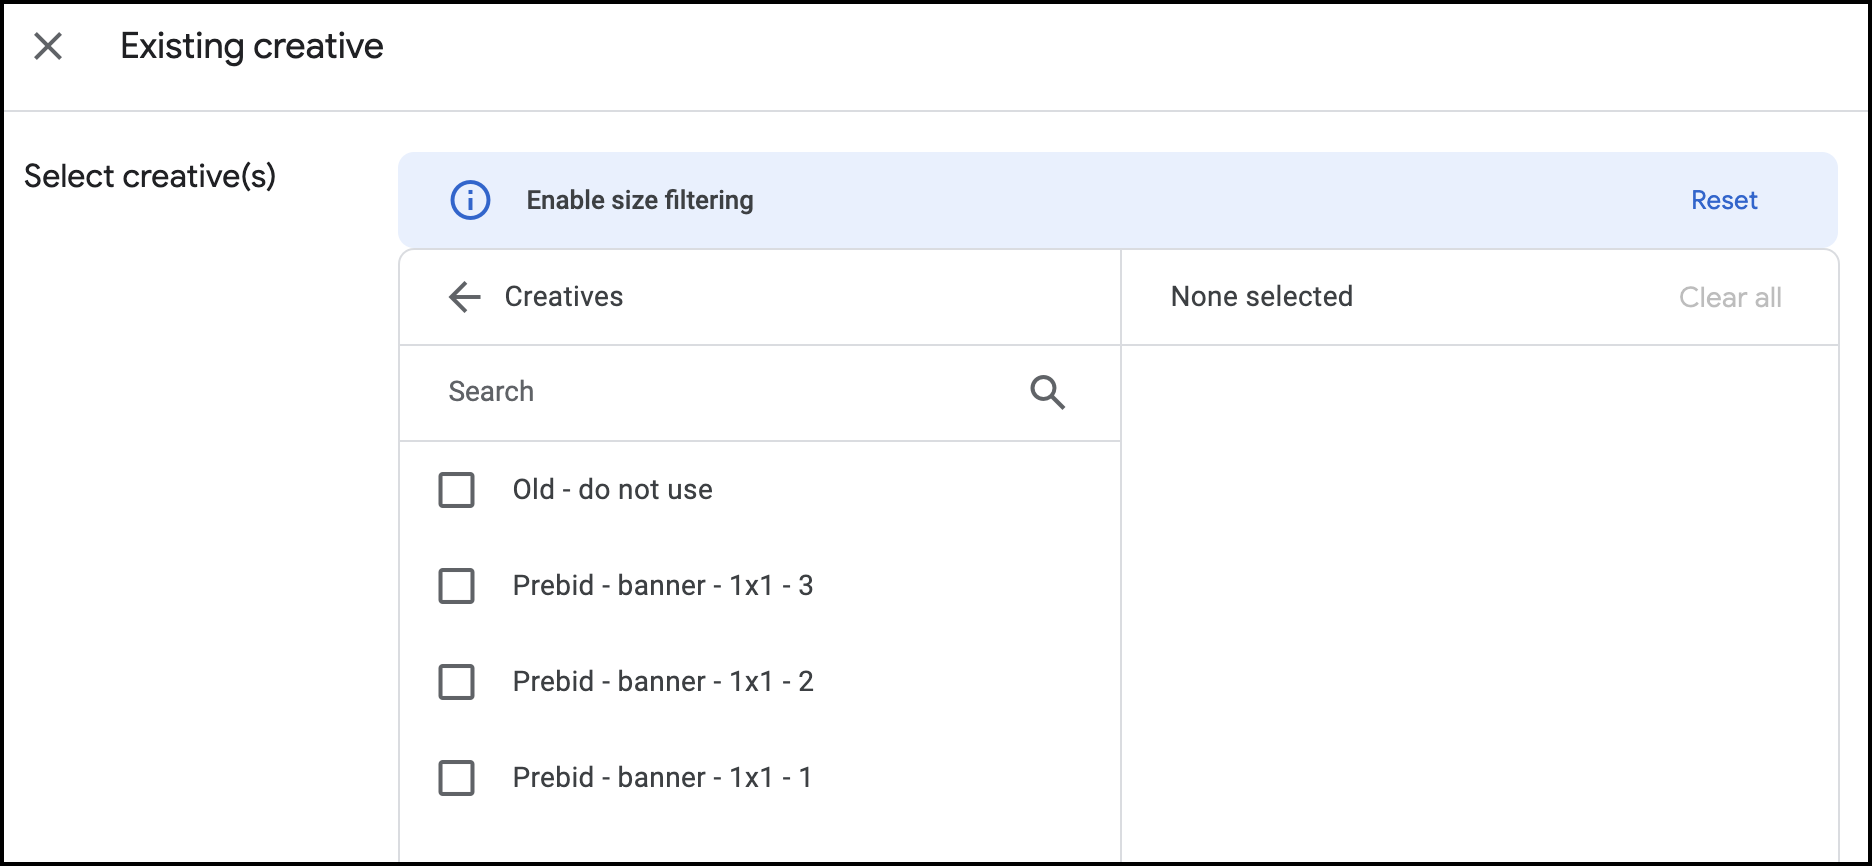 Existing creative
Select creative(s)
Enable size filtering
Reset
Creatives
None selected
Clear all
Search
Old - do not use
Prebid - banner - 1x1 - 3
Prebid - banner - 1x1 - 2
Prebid - banner - 1x1 - 1